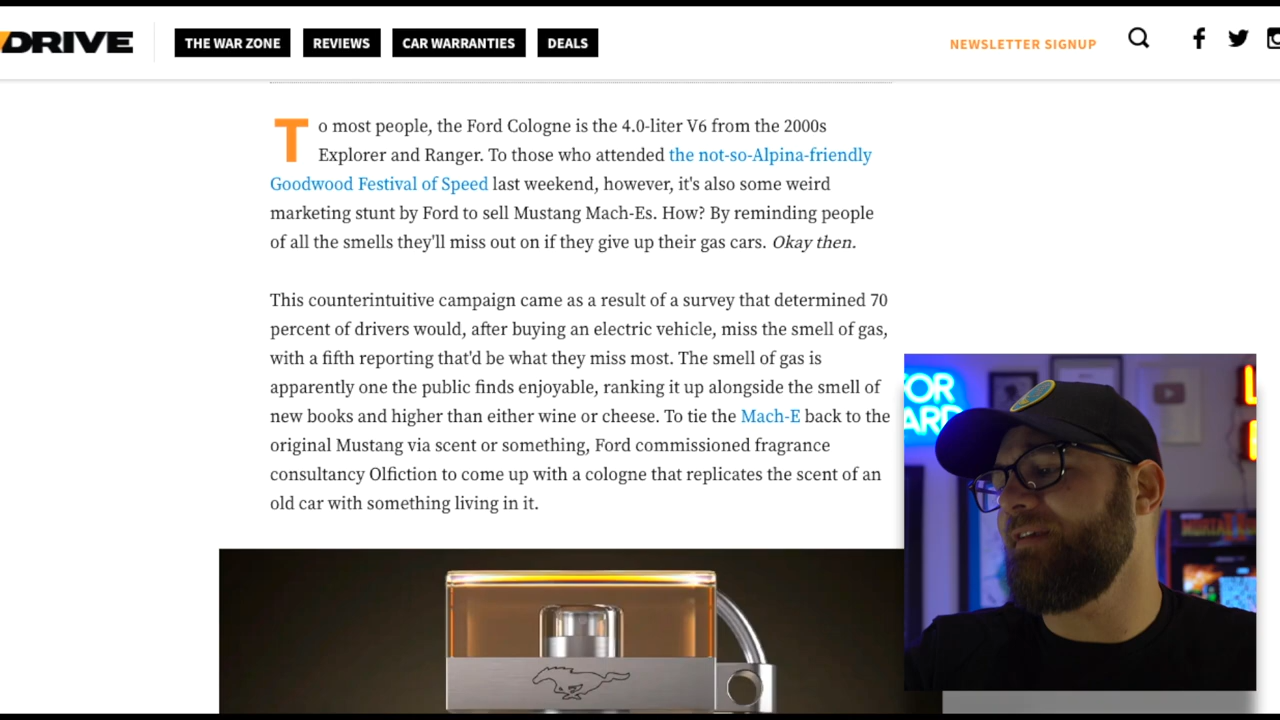 DRIVE
THE WAR ZONE
REVIEWS
CAR WARRANTIES
DEALS
NEWSLETTER SIGNUP
To most people, the Ford Cologne is the 4.0-liter V6 from the 2000s
Explorer and Ranger. To those who attended the not-so-Alpina-friendly
Goodwood Festival of Speed last weekend, however, it's also some weird
marketing stunt by Ford to sell Mustang Mach-Es. How? By reminding people
of all the smells they'll miss out on if they give up their gas cars. Okay then.
This counterintuitive campaign came as a result of a survey that determined 70
percent of drivers would, after buying an electric vehicle, miss the smell of gas,
with a fifth reporting that'd be what they miss most. The smell of gas is
apparently one the public finds enjoyable, ranking it up alongside the smell of
new books and higher than either wine or cheese. To tie the Mach-E back to the
original Mustang via scent or something, Ford commissioned fragrance
consultancy Olfiction to come up with a cologne that replicates the scent of an
old car with something living in it.